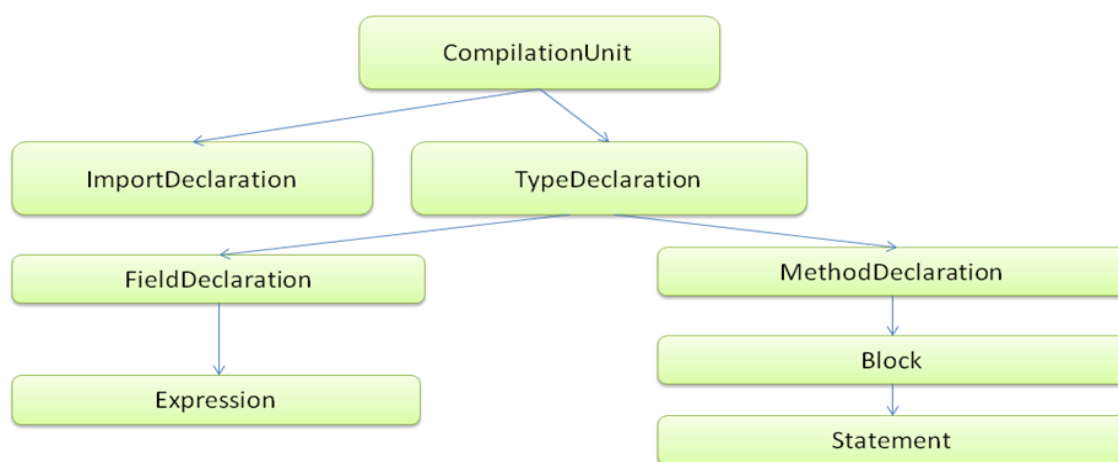 CompilationUnit
ImportDeclaration
TypeDeclaration
FieldDeclaration
MethodDeclaration
Block
Expression
Statement